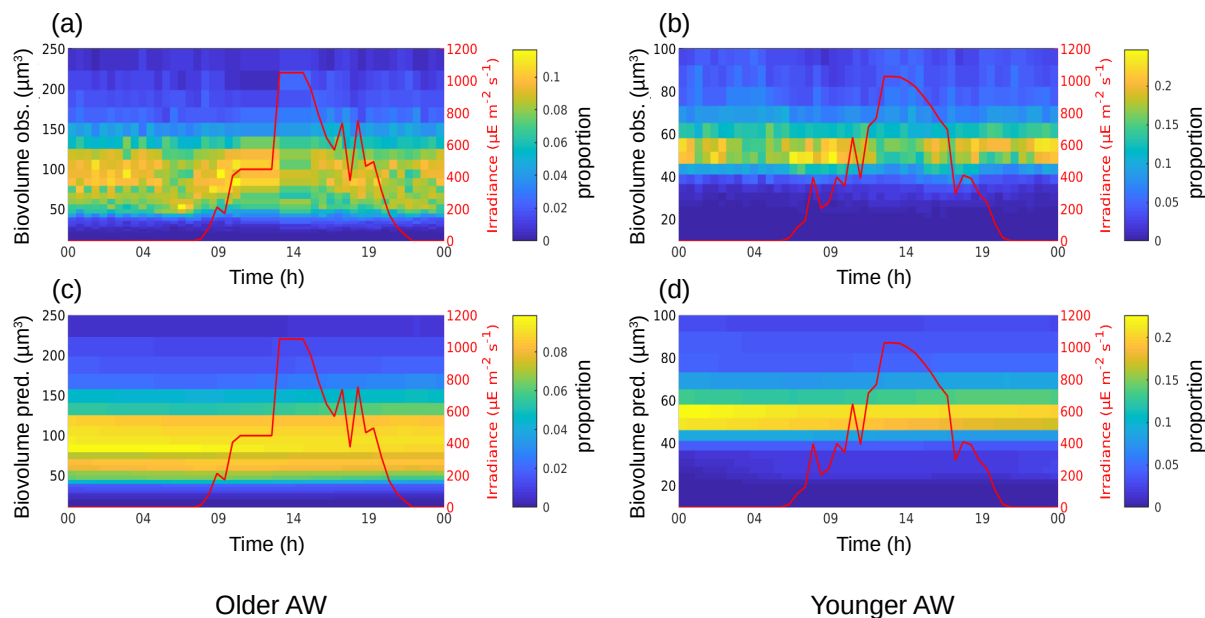 (a)
Biovolume obs. (µm³)
250
200
150
100
50
00 04 09 14 19 00
Time (h)
1200
1000
800
600
400
200
0
Irradiance (µE m⁻² s⁻¹)
0.1
0.08
0.06
0.04
0.02
0
proportion
(b)
Biovolume obs. (µm³)
100
80
60
40
20
00 04 09 14 19 00
Time (h)
1200
1000
800
600
400
200
0
Irradiance (µE m⁻² s⁻¹)
0.2
0.15
0.1
0.05
0
proportion
(c)
Biovolume pred. (µm³)
250
200
150
100
50
00 04 09 14 19 00
Time (h)
1200
1000
800
600
400
200
0
Irradiance (µE m⁻² s⁻¹)
0.08
0.06
0.04
0.02
0
proportion
(d)
Biovolume pred. (µm³)
100
80
60
40
20
00 04 09 14 19 00
Time (h)
1200
1000
800
600
400
200
0
Irradiance (µE m⁻² s⁻¹)
0.2
0.15
0.1
0.05
0
proportion
Older AW
Younger AW